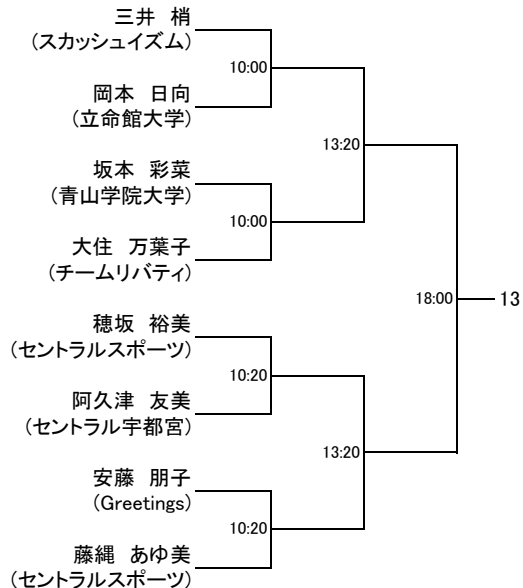 三井　梢
(スカッシュイズム)
10:00
岡本　日向
(立命館大学)
13:20
坂本　彩菜
(青山学院大学)
10:00
大住　万葉子
(チームリバティ)
18:00
13
穂坂　裕美
(セントラルスポーツ)
10:20
阿久津　友美
(セントラル宇都宮)
13:20
安藤　朋子
(Greetings)
10:20
藤縄　あゆ美
(セントラルスポーツ)